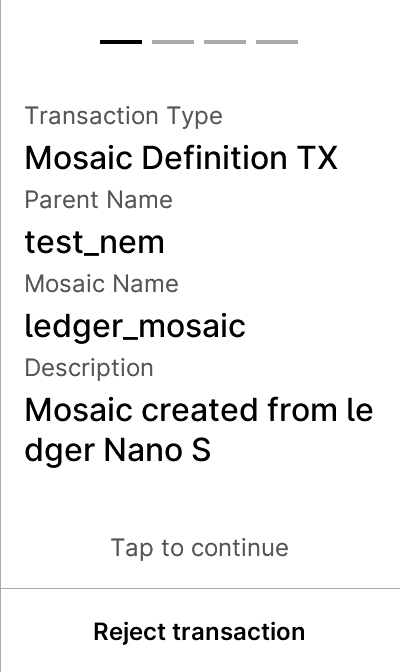 Transaction Type
Mosaic Definition TX
Parent Name
test_nem
Mosaic Name
ledger_mosaic
Description
Mosaic created from le
dger Nano S
Tap to continue
Reject transaction